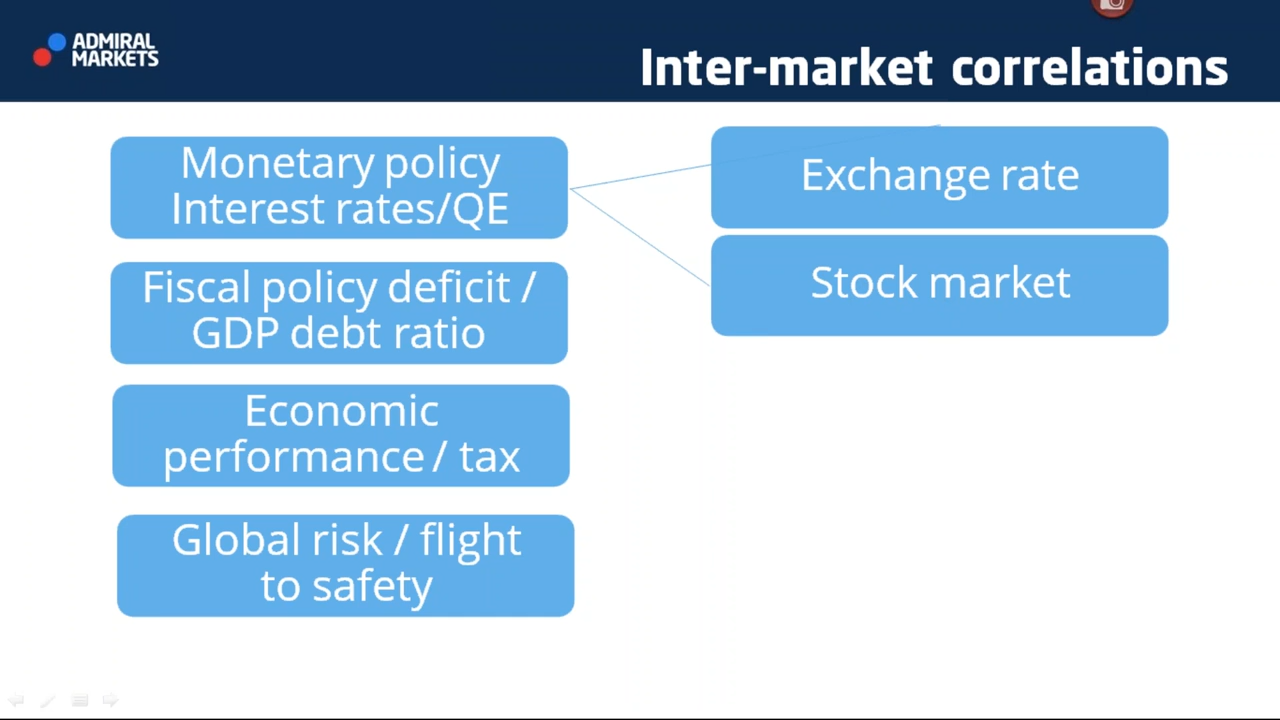 ADMIRAL
MARKETS
Inter-market correlations
Monetary policy
Interest rates/QE
Fiscal policy deficit /
GDP debt ratio
Economic
performance / tax
Global risk / flight
to safety
Exchange rate
Stock market